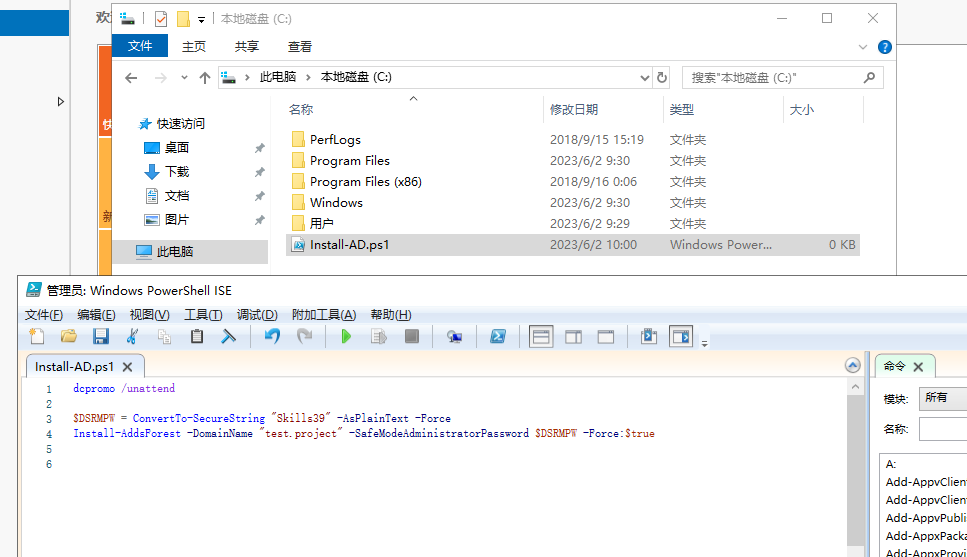 欢
本地磁盘 (C:)
文件 主页 共享 查看
此电脑 本地磁盘 (C:) 搜索"本地磁盘 (C:)"
名称 修改日期 类型 大小
快速访问
桌面
下载
文档
图片
此电脑
PerfLogs 2018/9/15 15:19 文件夹
Program Files 2023/6/2 9:30 文件夹
Program Files (x86) 2018/9/16 0:06 文件夹
Windows 2023/6/2 9:30 文件夹
用户 2023/6/2 9:29 文件夹
Install-AD.ps1 2023/6/2 10:00 Windows Power... 0 KB
快
新
管理员: Windows PowerShell ISE
文件(F) 编辑(E) 视图(V) 工具(T) 调试(D) 附加工具(A) 帮助(H)
Install-AD.ps1
1 dcpromo /unattend
2
3 $DSRMPW = ConvertTo-SecureString "Skills39" -AsPlainText -Force
4 Install-AddsForest -DomainName "test.project" -SafeModeAdministratorPassword $DSRMPW -Force:$true
5
6
命令
模块: 所有
名称:
A:
Add-AppvClien
Add-AppvClien
Add-AppvPubli
Add-AppxPacka
Add-AppxProvi